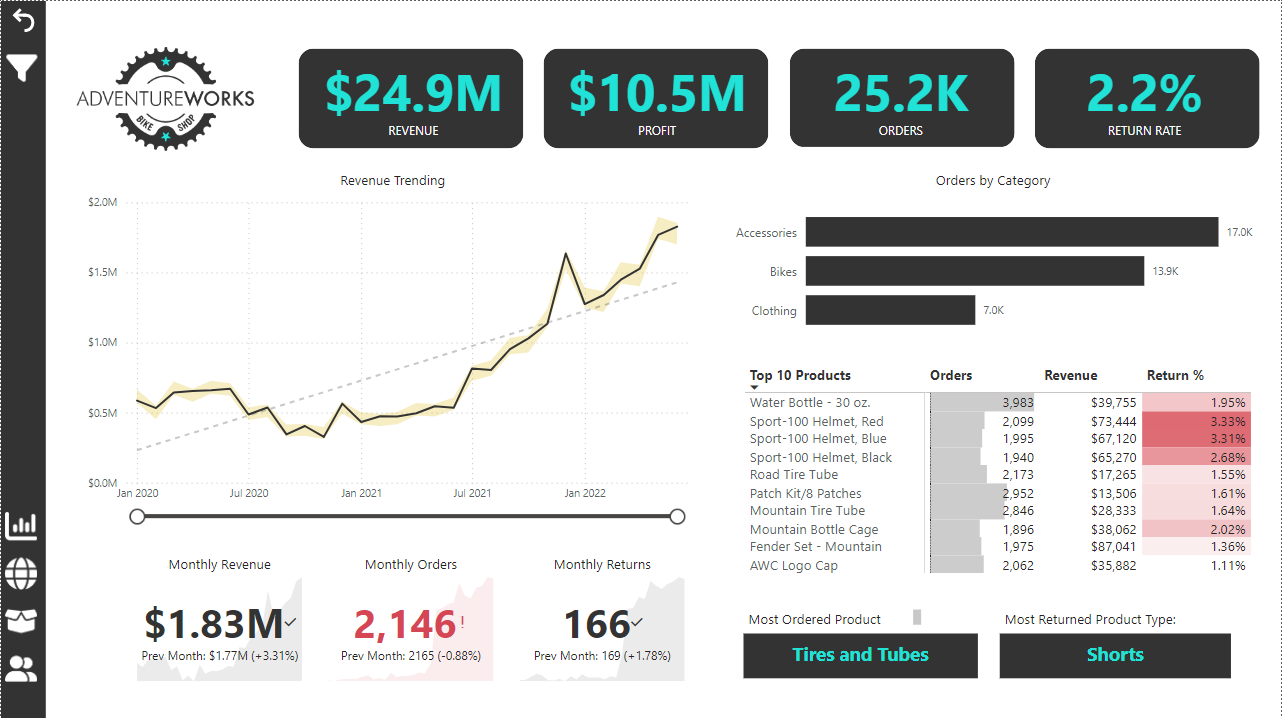 ADVENTUREWORKS
BIKE SHOP
$24.9M
REVENUE
$10.5M
PROFIT
25.2K
ORDERS
2.2%
RETURN RATE
Revenue Trending
$2.0M
$1.5M
$1.0M
$0.5M
$0.0M
Jan 2020 Jul 2020 Jan 2021 Jul 2021 Jan 2022
Orders by Category
Accessories 17.0K
Bikes 13.9K
Clothing 7.0K
Top 10 Products Orders Revenue Return %
Water Bottle - 30 oz. 3,983 $39,755 1.95%
Sport-100 Helmet, Red 2,099 $73,444 3.33%
Sport-100 Helmet, Blue 1,995 $67,120 3.31%
Sport-100 Helmet, Black 1,940 $65,270 2.68%
Road Tire Tube 2,173 $17,265 1.55%
Patch Kit/8 Patches 2,952 $13,506 1.61%
Mountain Tire Tube 2,846 $28,333 1.64%
Mountain Bottle Cage 1,896 $38,062 2.02%
Fender Set - Mountain 1,975 $87,041 1.36%
AWC Logo Cap 2,062 $35,882 1.11%
Monthly Revenue
$1.83M
Prev Month: $1.77M (+3.31%)
Monthly Orders
2,146!
Prev Month: 2165 (-0.88%)
Monthly Returns
166
Prev Month: 169 (+1.78%)
Most Ordered Product
Tires and Tubes
Most Returned Product Type:
Shorts